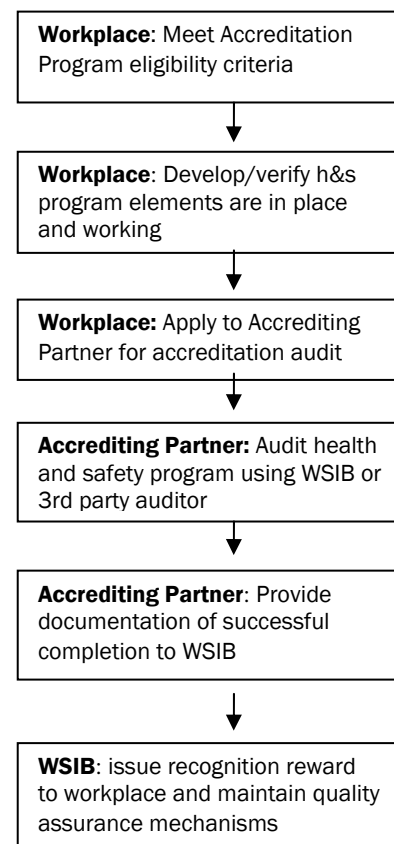 Workplace: Meet Accreditation
Program eligibility criteria
Workplace: Develop/verify h&s
program elements are in place
and working
Workplace: Apply to Accrediting
Partner for accreditation audit
Accrediting Partner: Audit health
and safety program using WSIB or
3rd party auditor
Accrediting Partner: Provide
documentation of successful
completion to WSIB
WSIB: issue recognition reward
to workplace and maintain quality
assurance mechanisms